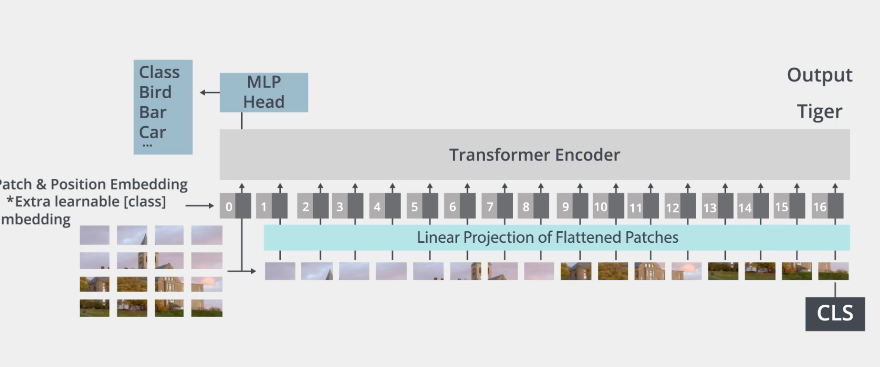 Class
Bird
Bar
Car
...
MLP
Head
Output
Tiger
Transformer Encoder
Patch & Position Embedding
*Extra learnable [class]
mbedding
0 1 2 3 4 5 6 7 8 9 10 11 12 13 14 15 16
Linear Projection of Flattened Patches
CLS